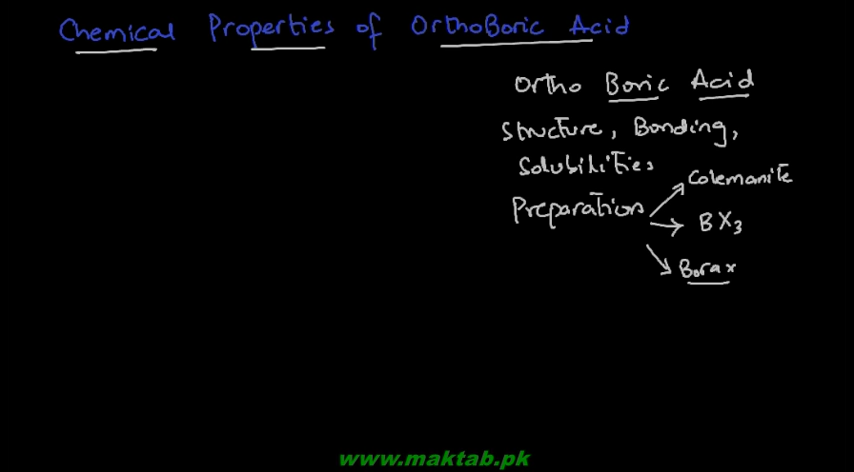 Chemical Properties of OrthoBoric Acid
Ortho Boric Acid
Structure, Bonding,
Solubilities
Colemanite
Preparation
BX3
Borax
www.maktab.pk